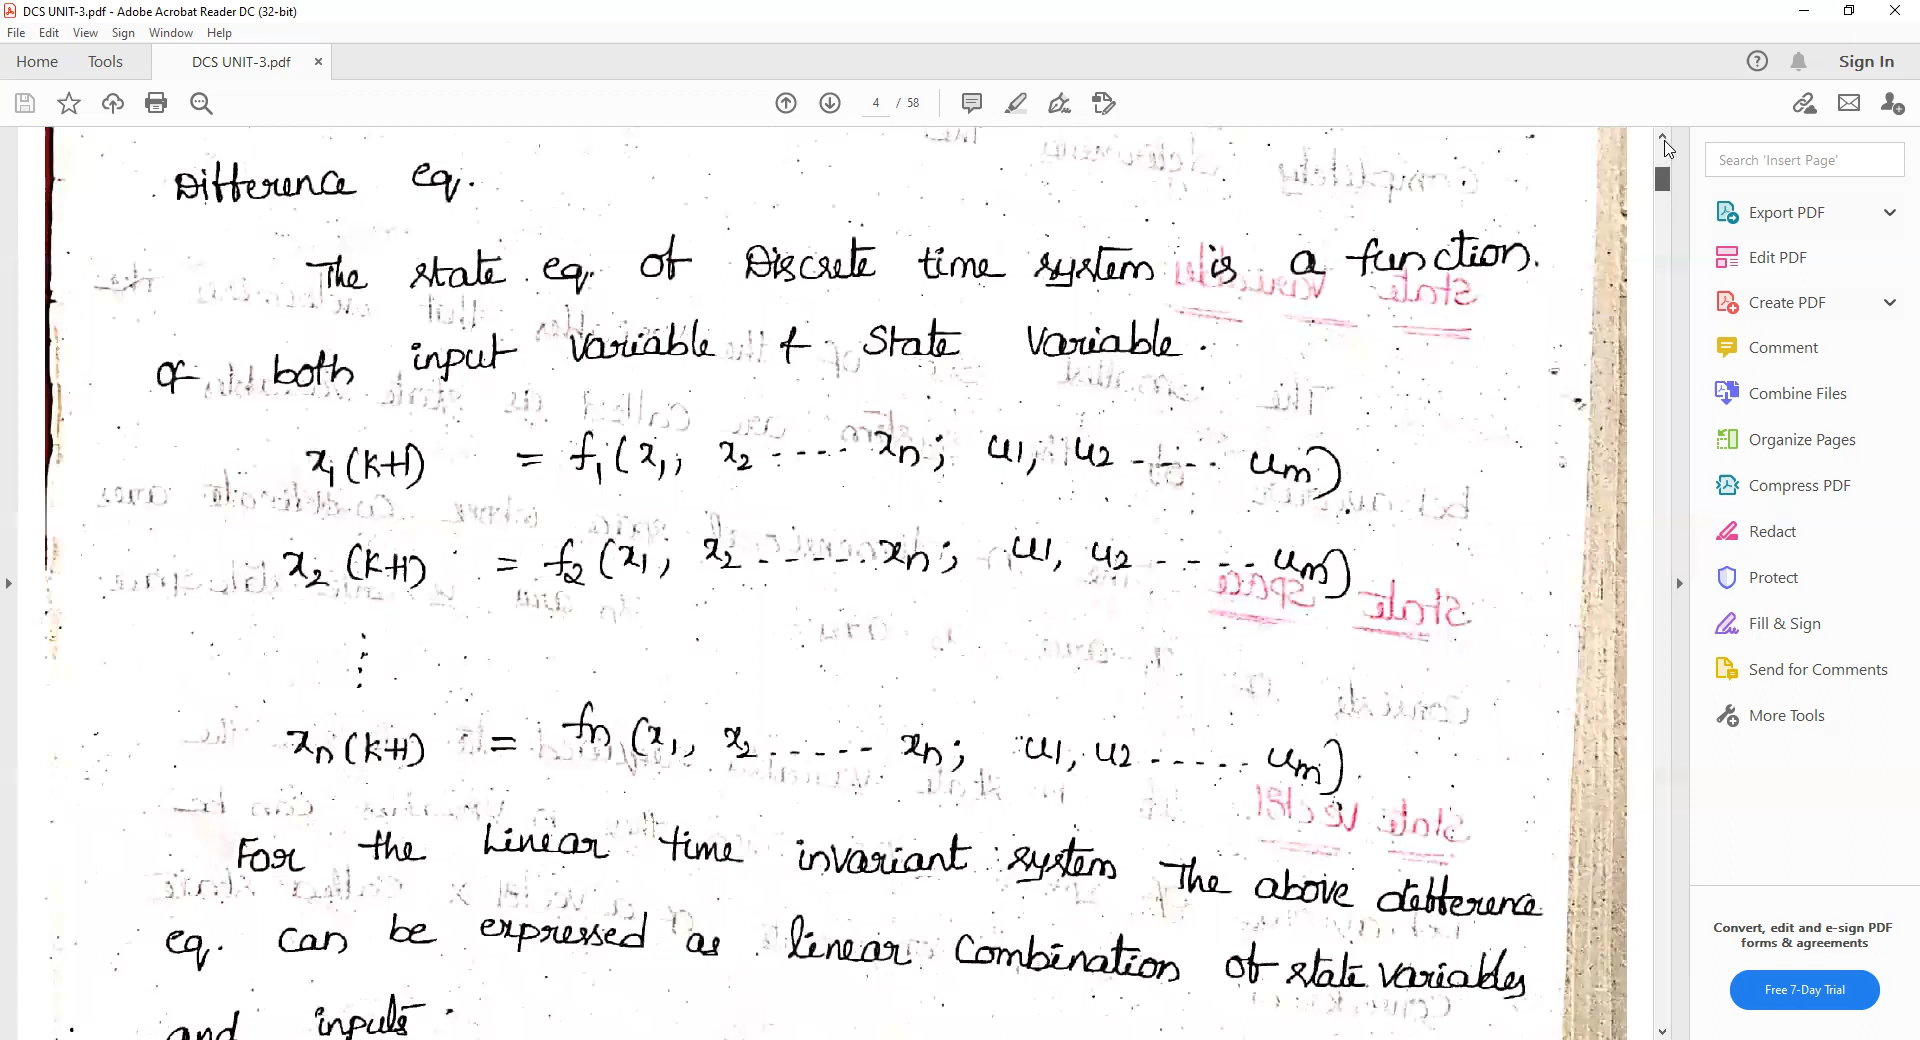 DCS UNIT-3.pdf - Adobe Acrobat Reader DC (32-bit)
File Edit View Sign Window Help
Home Tools DCS UNIT-3.pdf × Sign In
4 / 58
Difference eq.
The state eq. of Discrete time system is a function.
of both input variable & State Variable.
x₁(k+1) = f₁(x₁, x₂ ...... xₙ; u1, u2 ...... uₘ)
x₂(k+1) = f₂(x₁, x₂ ...... xₙ; u1, u2 ...... uₘ)
⋮
xₙ(k+1) = fₙ(x₁, x₂ ...... xₙ; u1, u2 ...... uₘ)
For the Linear time invariant system The above
eq. can be expressed as linear combination of state variables
and inputs.
Search 'Insert Page'
Export PDF
Edit PDF
Create PDF
Comment
Combine Files
Organize Pages
Compress PDF
Redact
Protect
Fill & Sign
Send for Comments
More Tools
Convert, edit and e-sign PDF
forms & agreements
Free 7-Day Trial